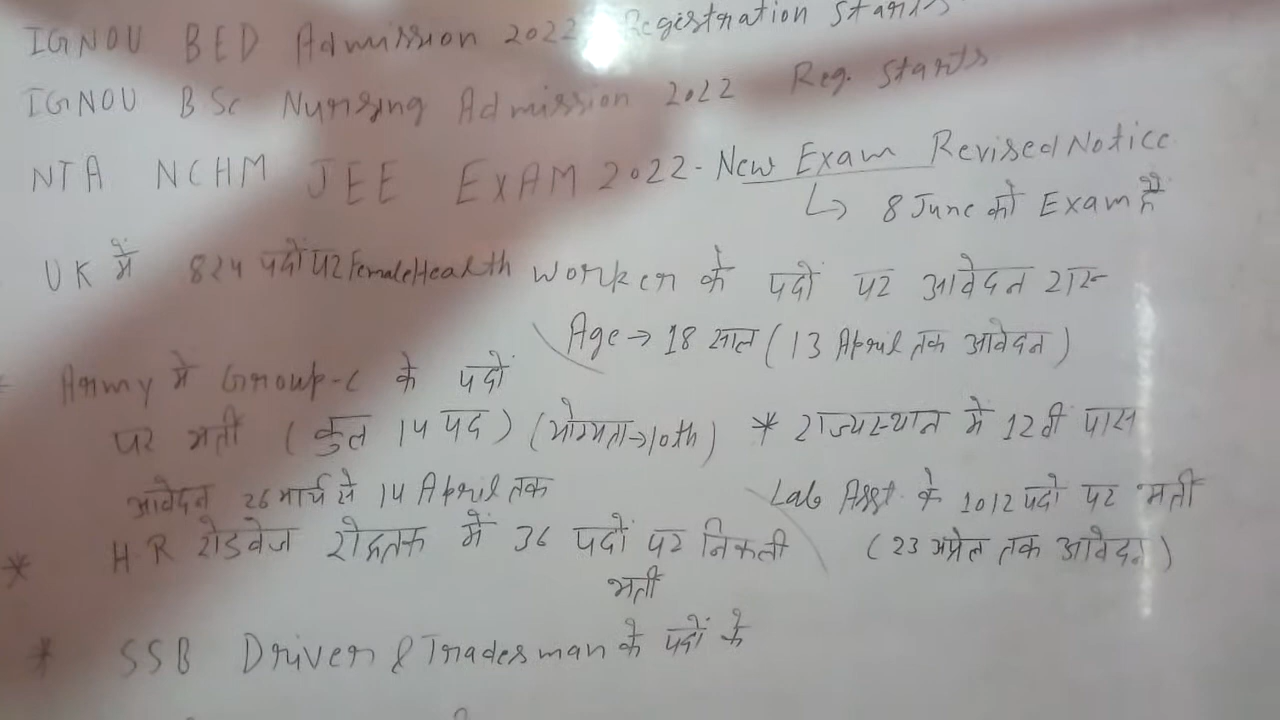 IGNOU BED Admission 2022 Registration Starts
IGNOU BSc Nursing Admission 2022 Reg. Starts
NTA NCHM JEE EXAM 2022 - New Exam Revised Notice
↳ 8 June को Exam है
UK में 824 पदों पर Female Health worker के पदों पर आवेदन शुरू
Age → 18 साल (13 April तक आवेदन)
Army में Group-C के पदों
पर भर्ती (कुल 14 पद) (योग्यता→10th)
आवेदन 26 मार्च से 14 April तक
* राज्यस्थान में 12वी पास
Lab Asst. के 1012 पदों पर भर्ती
(23 अप्रेल तक आवेदन)
* HR रोडवेज रोहतक में 36 पदों पर निकली
भर्ती
* SSB Driver & Tradesman के पदों के